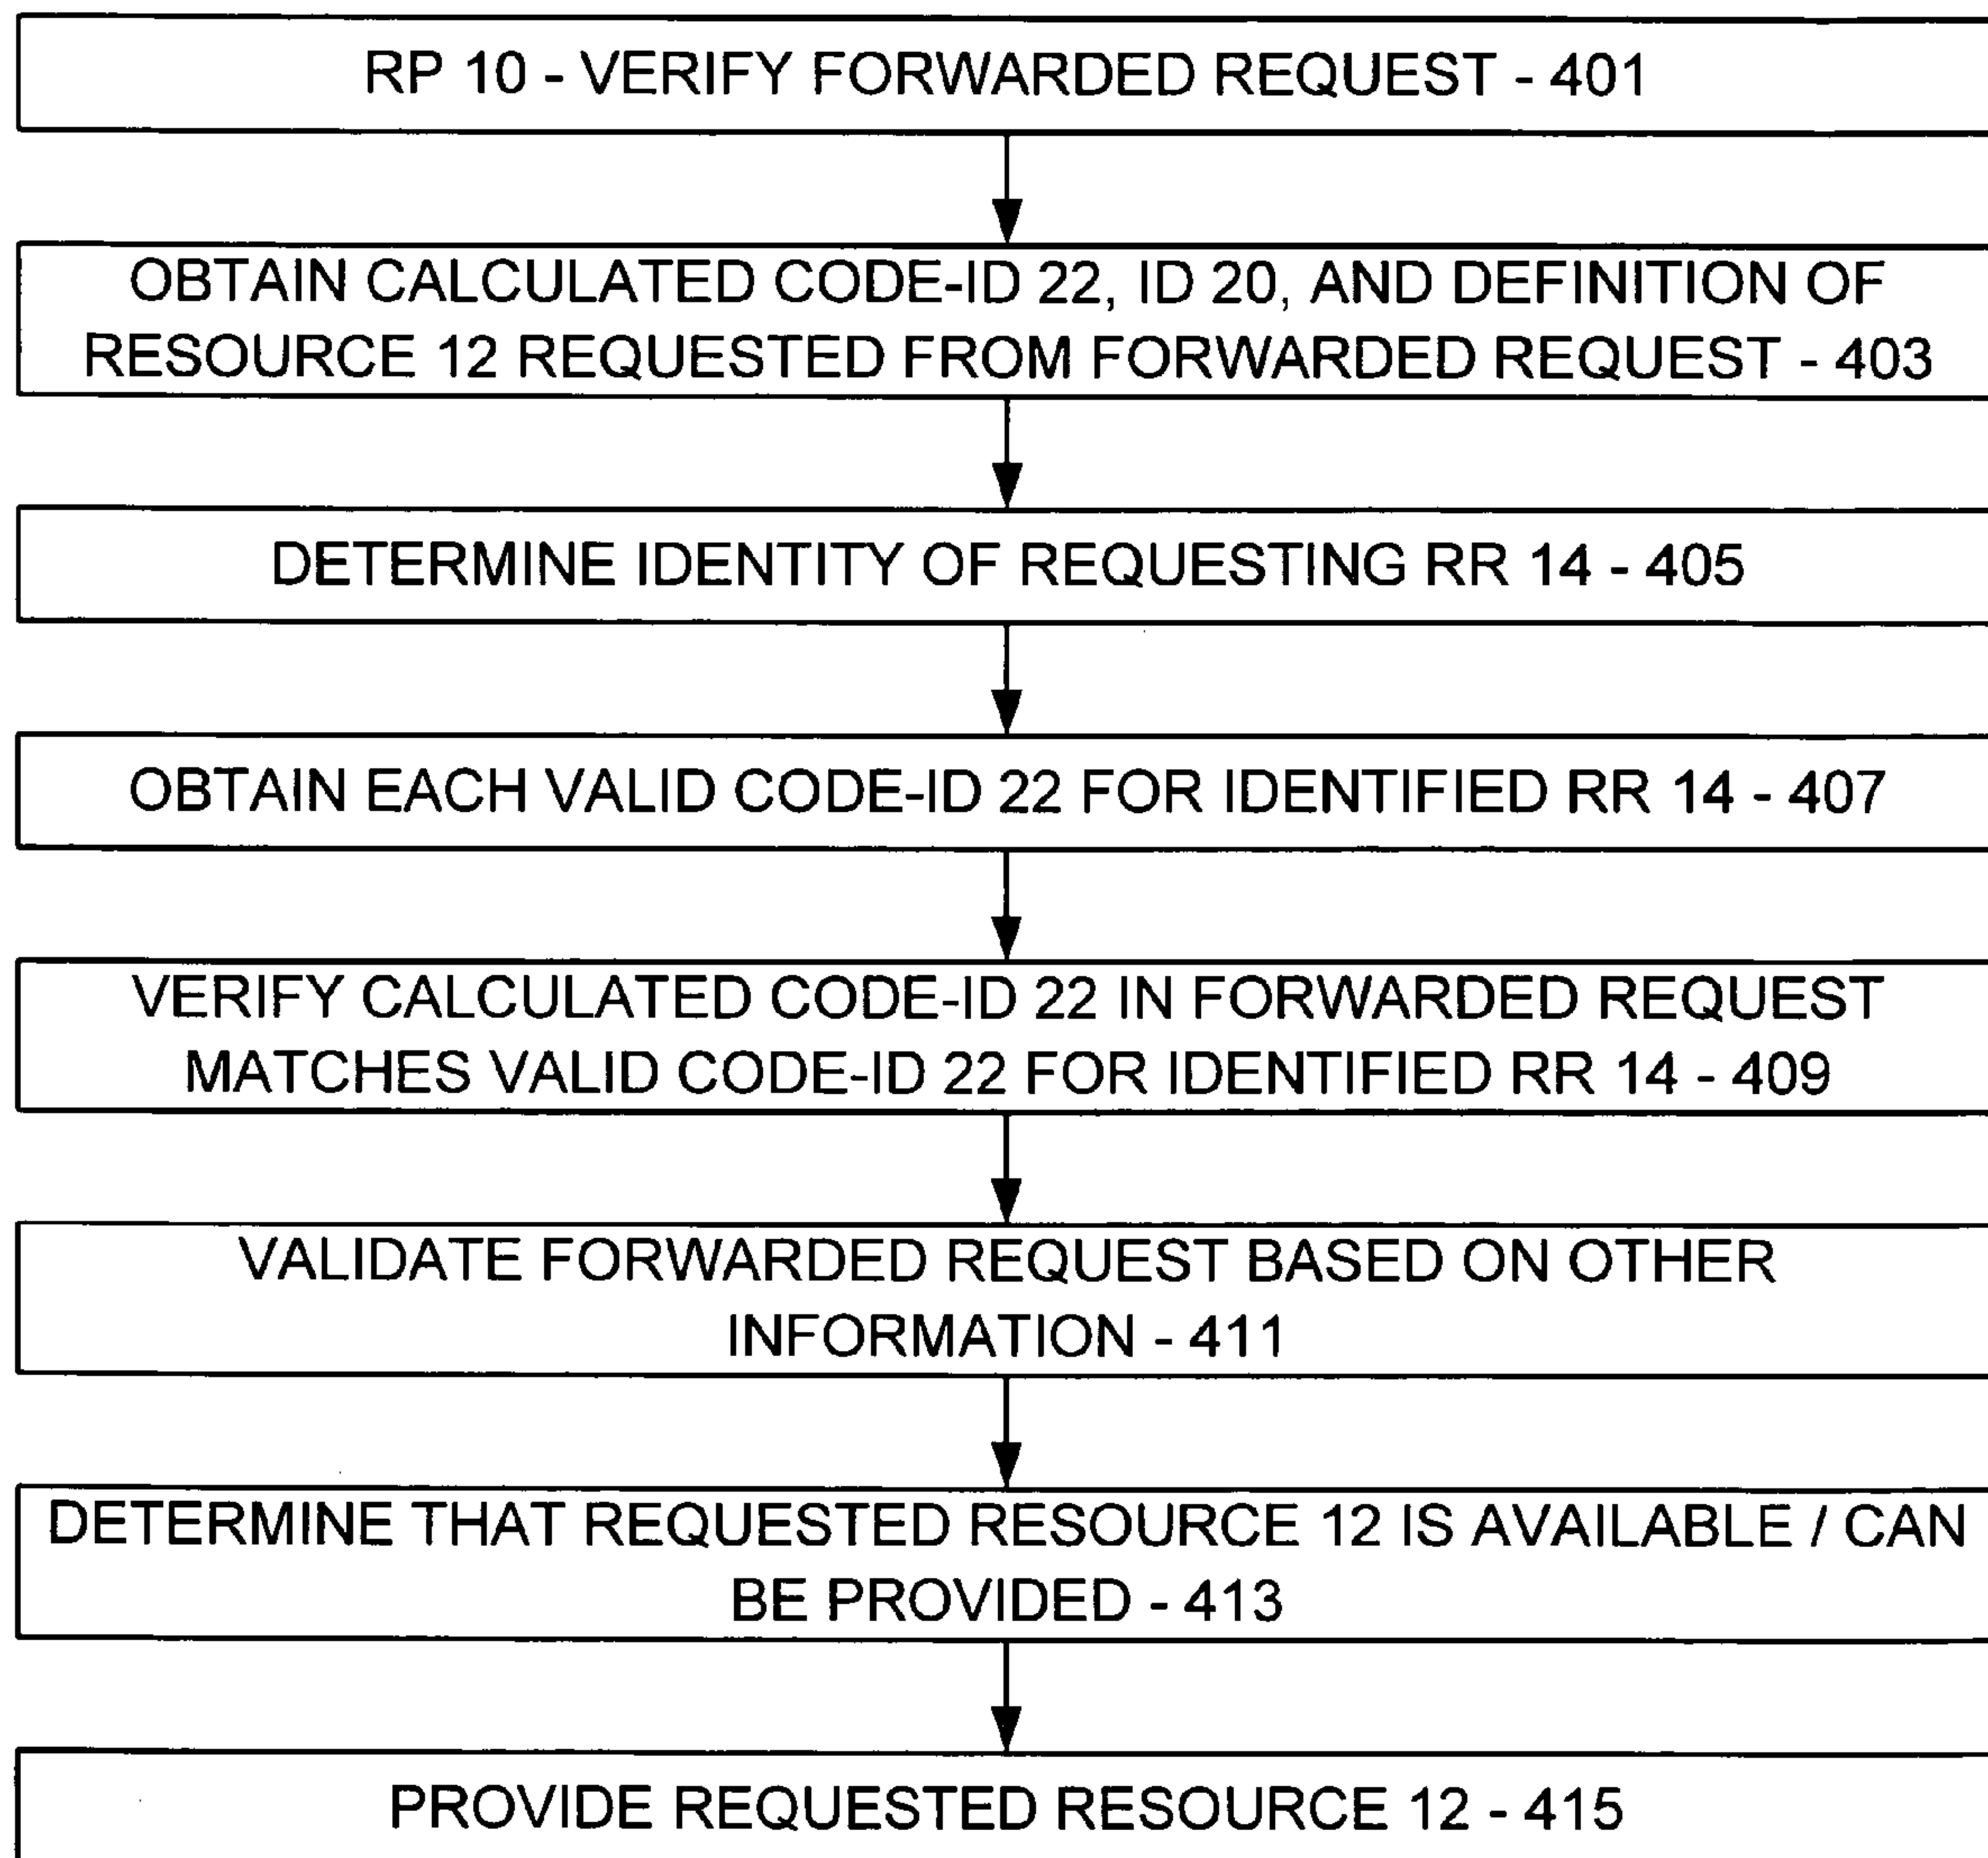 RP 10 - VERIFY FORWARDED REQUEST - 401
OBTAIN CALCULATED CODE-ID 22, ID 20, AND DEFINITION OF
RESOURCE 12 REQUESTED FROM FORWARDED REQUEST - 403
DETERMINE IDENTITY OF REQUESTING RR 14 - 405
OBTAIN EACH VALID CODE-ID 22 FOR IDENTIFIED RR 14 - 407
VERIFY CALCULATED CODE-ID 22 IN FORWARDED REQUEST
MATCHES VALID CODE-ID 22 FOR IDENTIFIED RR 14 - 409
VALIDATE FORWARDED REQUEST BASED ON OTHER
INFORMATION - 411
DETERMINE THAT REQUESTED RESOURCE 12 IS AVAILABLE / CAN
BE PROVIDED - 413
PROVIDE REQUESTED RESOURCE 12 - 415